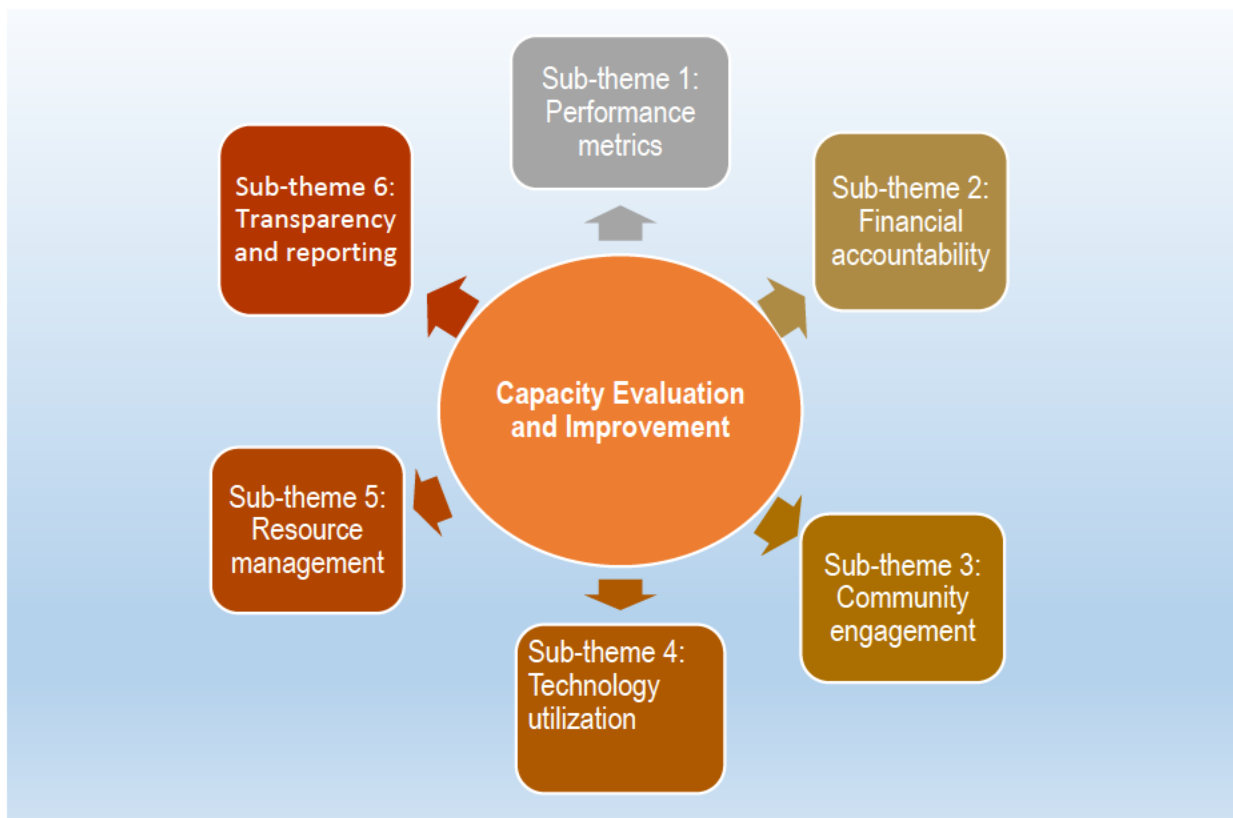 Sub-theme 1:
Performance
metrics
Sub-theme 2:
Financial
accountability
Sub-theme 3:
Community
engagement
Sub-theme 4:
Technology
utilization
Sub-theme 5:
Resource
management
Sub-theme 6:
Transparency
and reporting
Capacity Evaluation
and Improvement